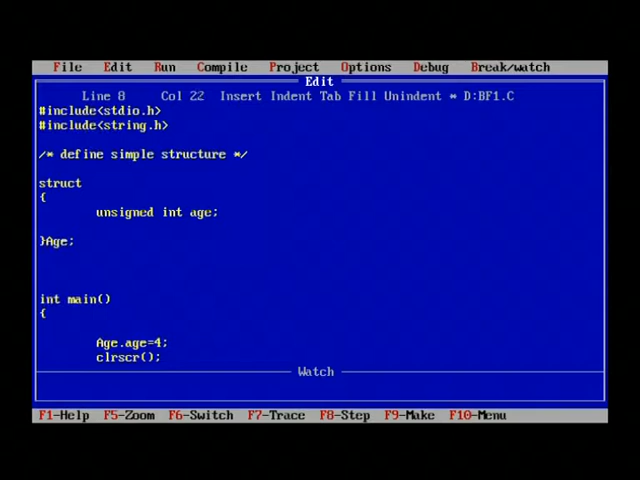 File Edit Run Compile Project Options Debug Break/watch
Edit
Line 8 Col 22 Insert Indent Tab Fill Unindent * D:BF1.C
#include<stdio.h>
#include<string.h>
/* define simple structure */
struct
{
unsigned int age;
}Age;
int main()
{
Age.age=4;
clrscr();
Watch
F1-Help F5-Zoom F6-Switch F7-Trace F8-Step F9-Make F10-Menu